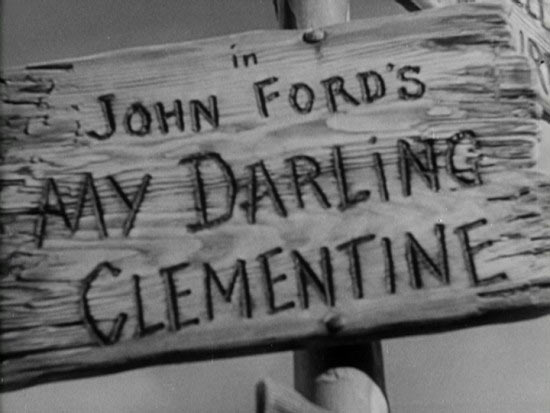 in
JOHN FORD'S
MY DARLING
CLEMENTINE